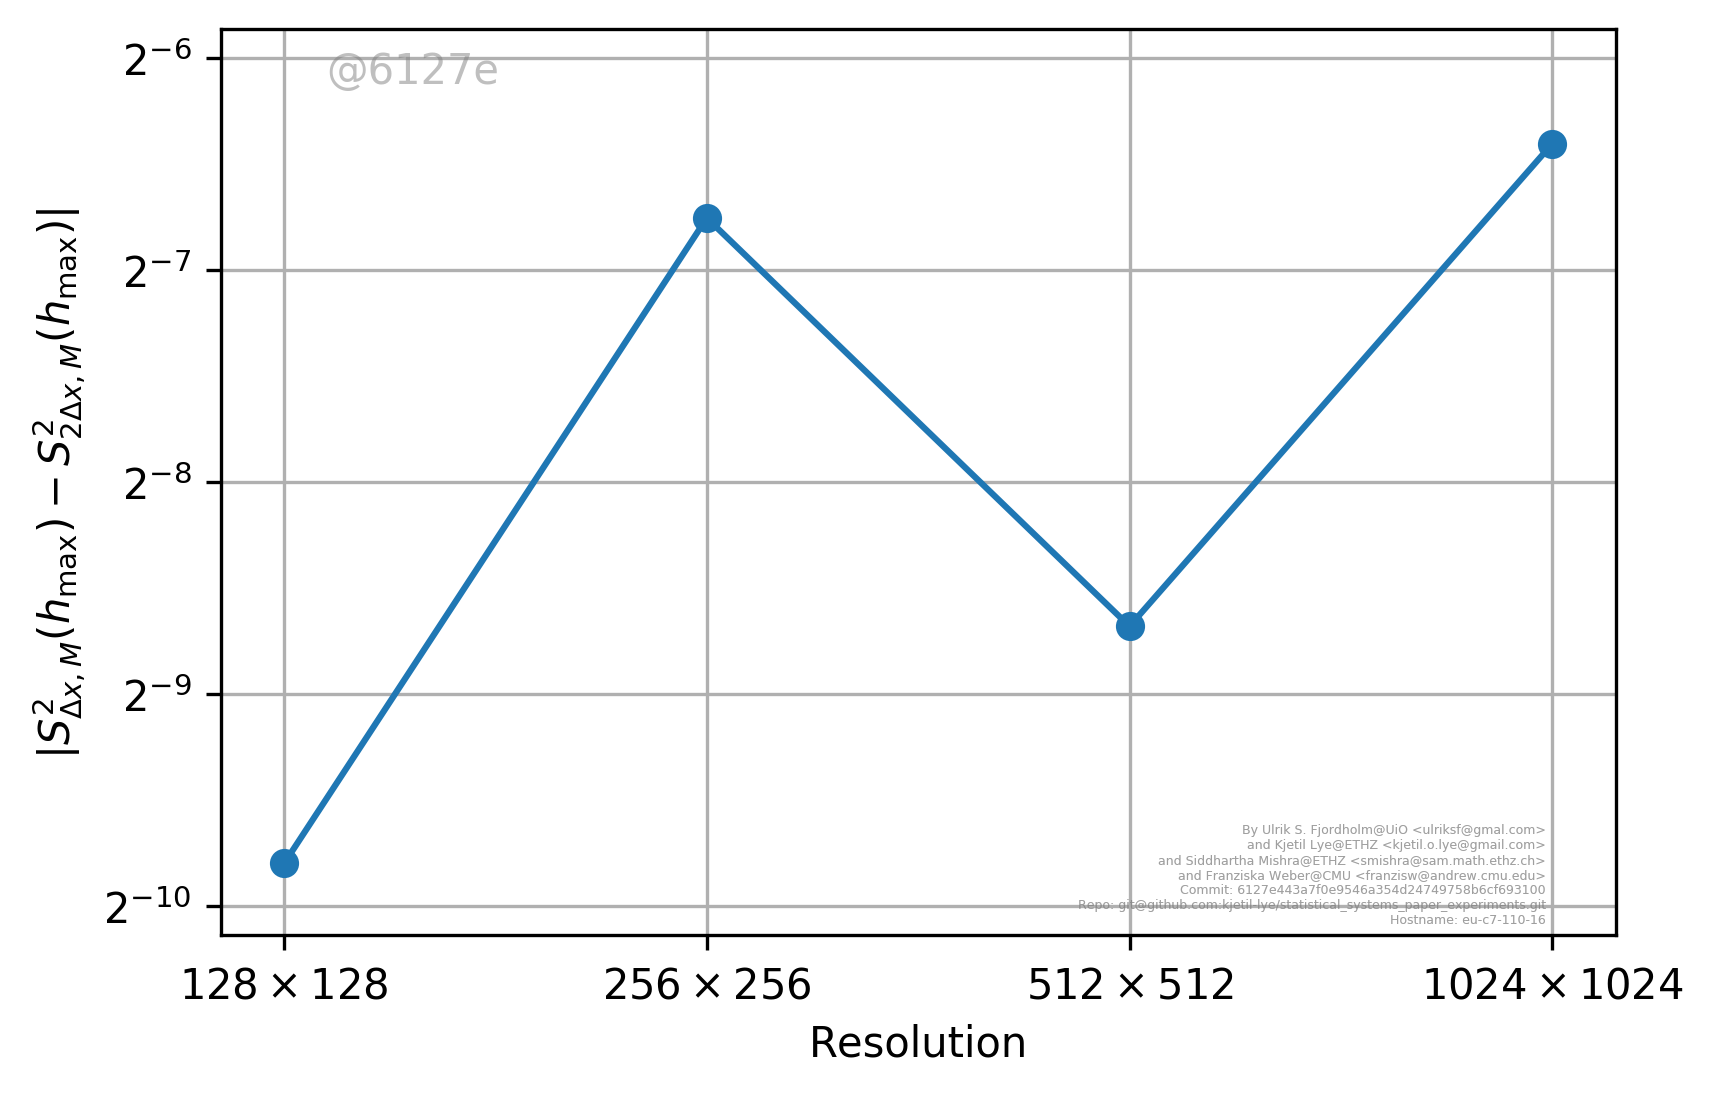 @6127e
2⁻⁶
2⁻⁷
2⁻⁸
2⁻⁹
2⁻¹⁰
|S²_{Δx, M}(h_max) − S²_{2Δx, M}(h_max)|
By Ulrik S. Fjordholm@UiO <ulriksf@gmal.com>
and Kjetil Lye@ETHZ <kjetil.o.lye@gmail.com>
and Siddhartha Mishra@ETHZ <smishra@sam.math.ethz.ch>
and Franziska Weber@CMU <franzisw@andrew.cmu.edu>
Commit: 6127e443a7f0e9546a354d24749758b6cf693100
Repo: git@github.com:kjetil-lye/statistical_systems_paper_experiments.git
Hostname: eu-c7-110-16
128 × 128 256 × 256 512 × 512 1024 × 1024
Resolution